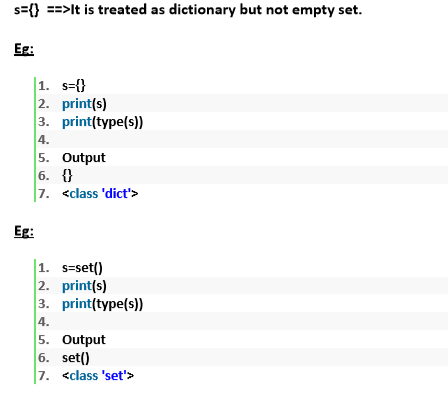 s={} ==>It is treated as dictionary but not empty set.
Eg:
1. s={}
2. print(s)
3. print(type(s))
4.
5. Output
6. {}
7. <class 'dict'>
Eg:
1. s=set()
2. print(s)
3. print(type(s))
4.
5. Output
6. set()
7. <class 'set'>